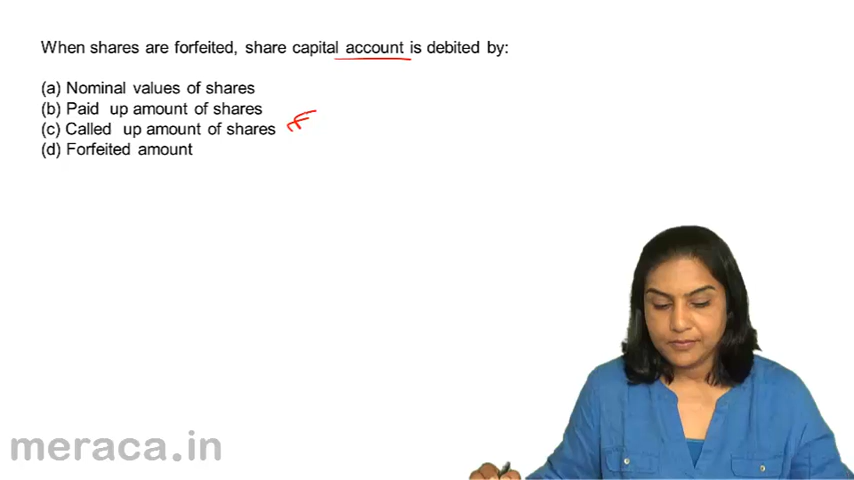 When shares are forfeited, share capital account is debited by:
(a) Nominal values of shares
(b) Paid up amount of shares
(c) Called up amount of shares
(d) Forfeited amount
meraca.in